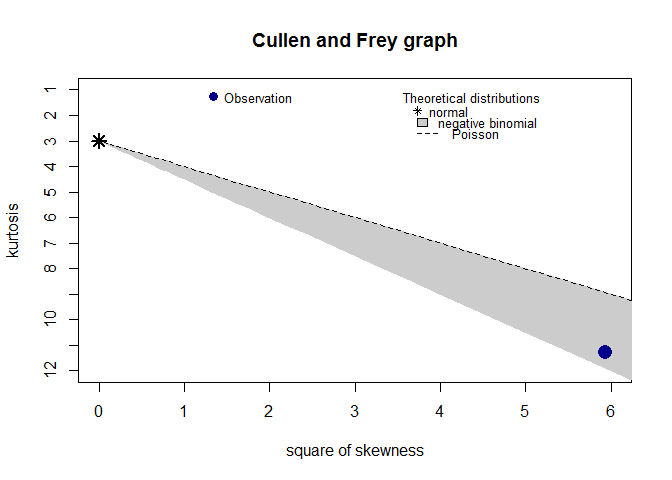 Cullen and Frey graph
Observation
Theoretical distributions
normal
negative binomial
Poisson
kurtosis
1
2
3
4
5
6
7
8
10
12
0 1 2 3 4 5 6
square of skewness